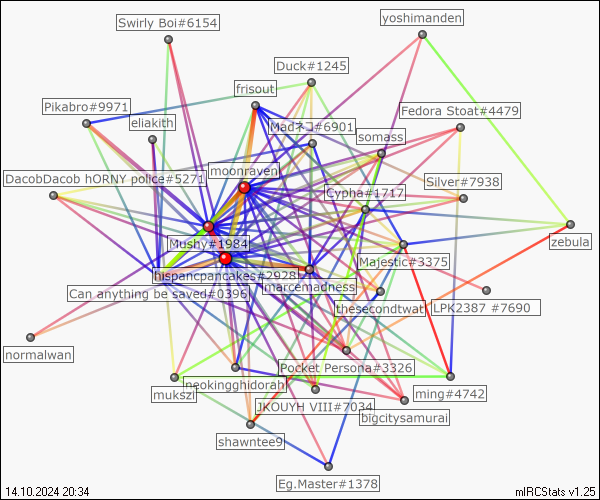 Swirly Boi#6154
yoshimanden
Duck#1245
frisout
Pikabro#9971
Fedora Stoat#4479
eliakith
Madネコ#6901
somass
moonraven
DacobDacob hORNY police#5271
Silver#7938
Cypha#1717
Mushy#1984
zebula
Majestic#3375
hispancpancakes#2928
marcemadness
Can anything be saved#0396
thesecondtwat
LPK2387 #7690
normalwan
Pocket Persona#3326
neokingghidorah
mukszi
ming#4742
JKOUYH VIII#7034
bigcitysamurai
shawntee9
Eg.Master#1378
14.10.2024 20:34
mIRCStats v1.25